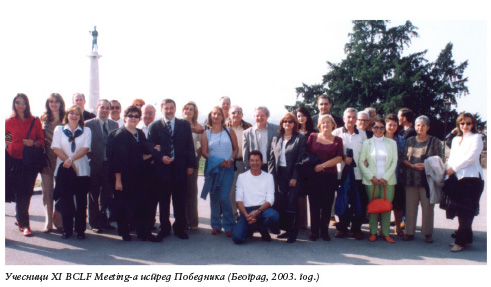 Учесници XI BCLF Meeting-а испред Победника (Београд, 2003. год.)